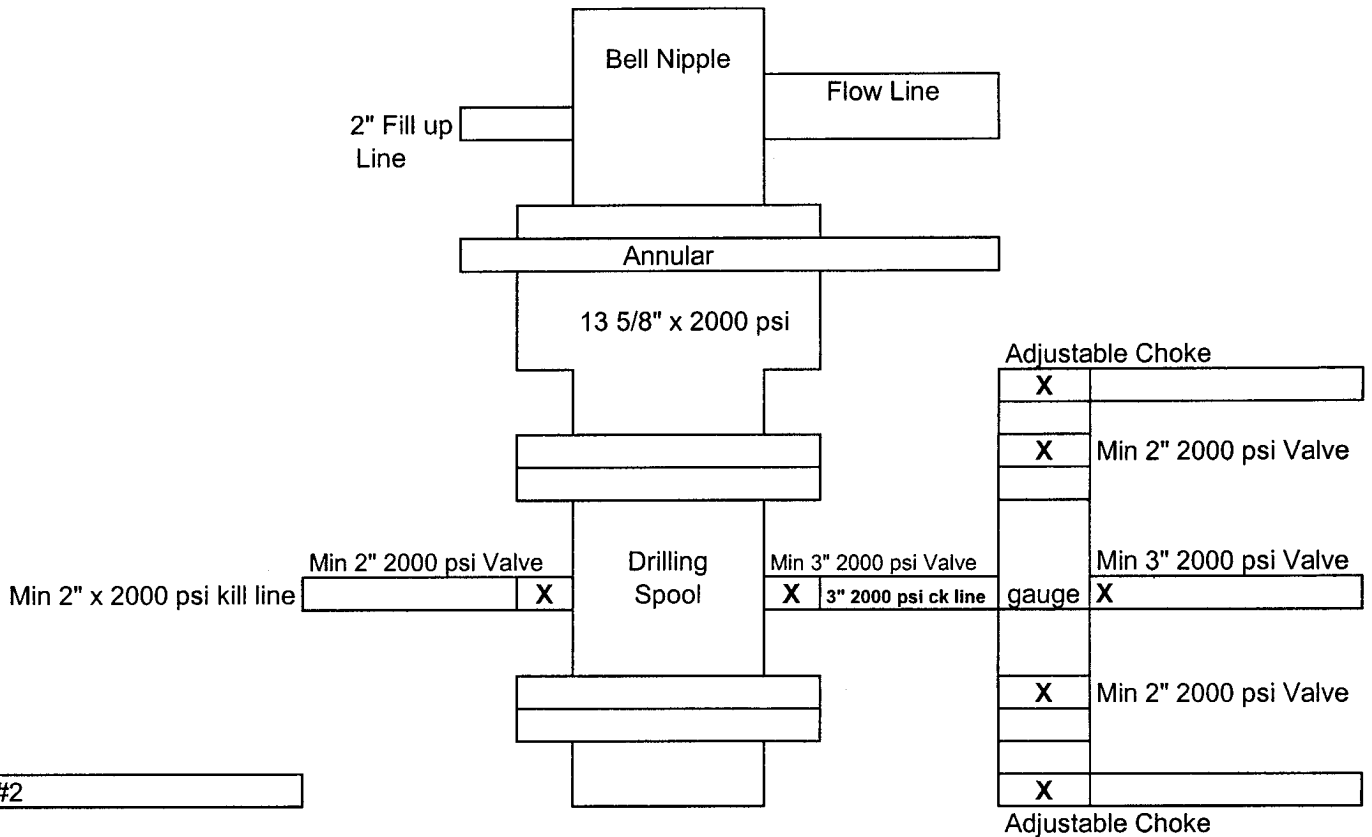 Bell Nipple
Flow Line
2" Fill up
Line
Annular
13 5/8" x 2000 psi
Adjustable Choke
X
X
Min 2" 2000 psi Valve
Min 2" 2000 psi Valve
Drilling
Spool
Min 3" 2000 psi Valve
Min 3" 2000 psi Valve
Min 2" x 2000 psi kill line
X
X
3" 2000 psi ck line
gauge
X
X
Min 2" 2000 psi Valve
#2
X
Adjustable Choke